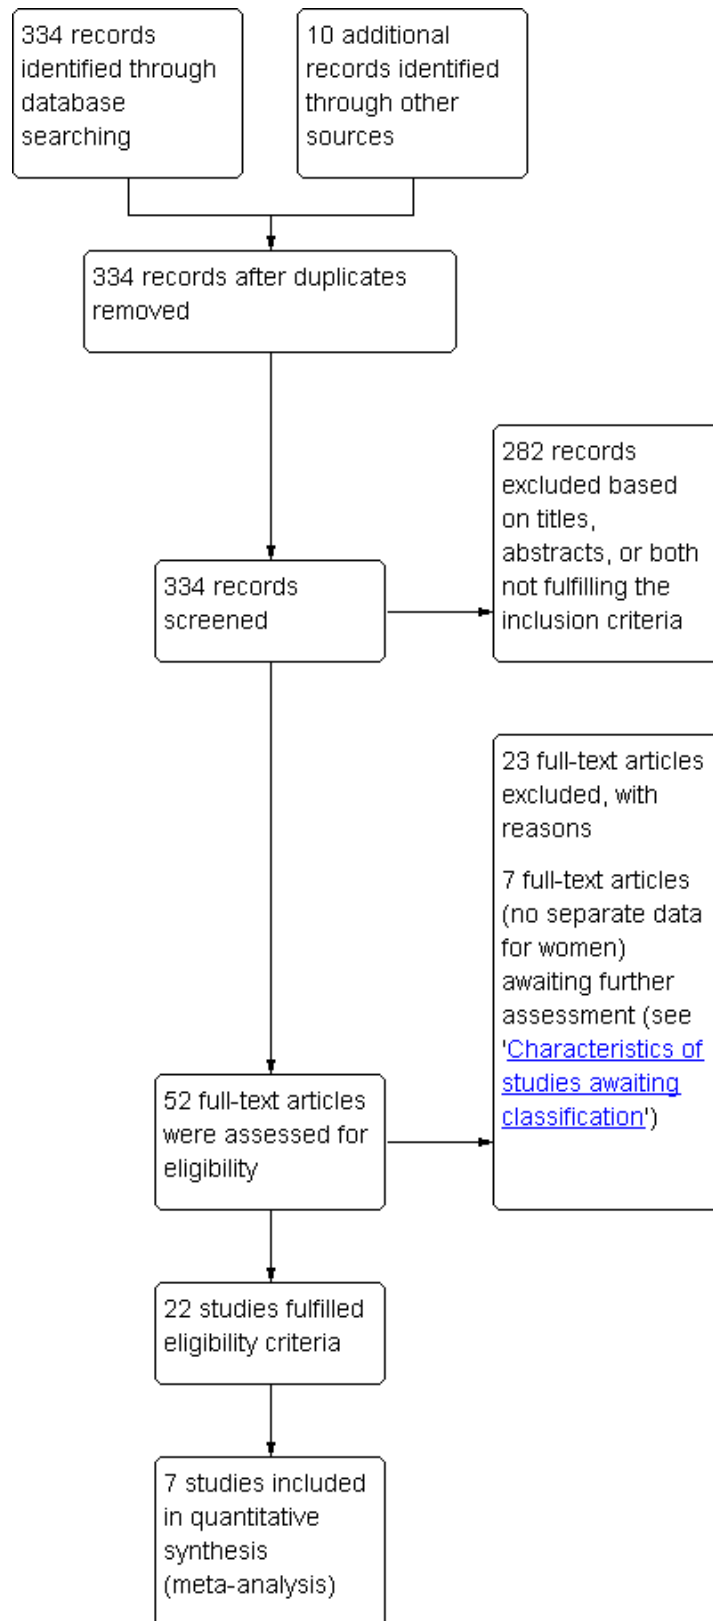 334 records
identified through
database
searching
10 additional
records identified
through other
sources
334 records after duplicates
removed
282 records
excluded based
on titles,
abstracts, or both
not fulfilling the
inclusion criteria
334 records
screened
23 full-text articles
excluded, with
reasons
7 full-text articles
(no separate data
for women)
awaiting further
assessment (see
'Characteristics of
studies awaiting
classification')
52 full-text articles
were assessed for
eligibility
22 studies fulfilled
eligibility criteria
7 studies included
in quantitative
synthesis
(meta-analysis)